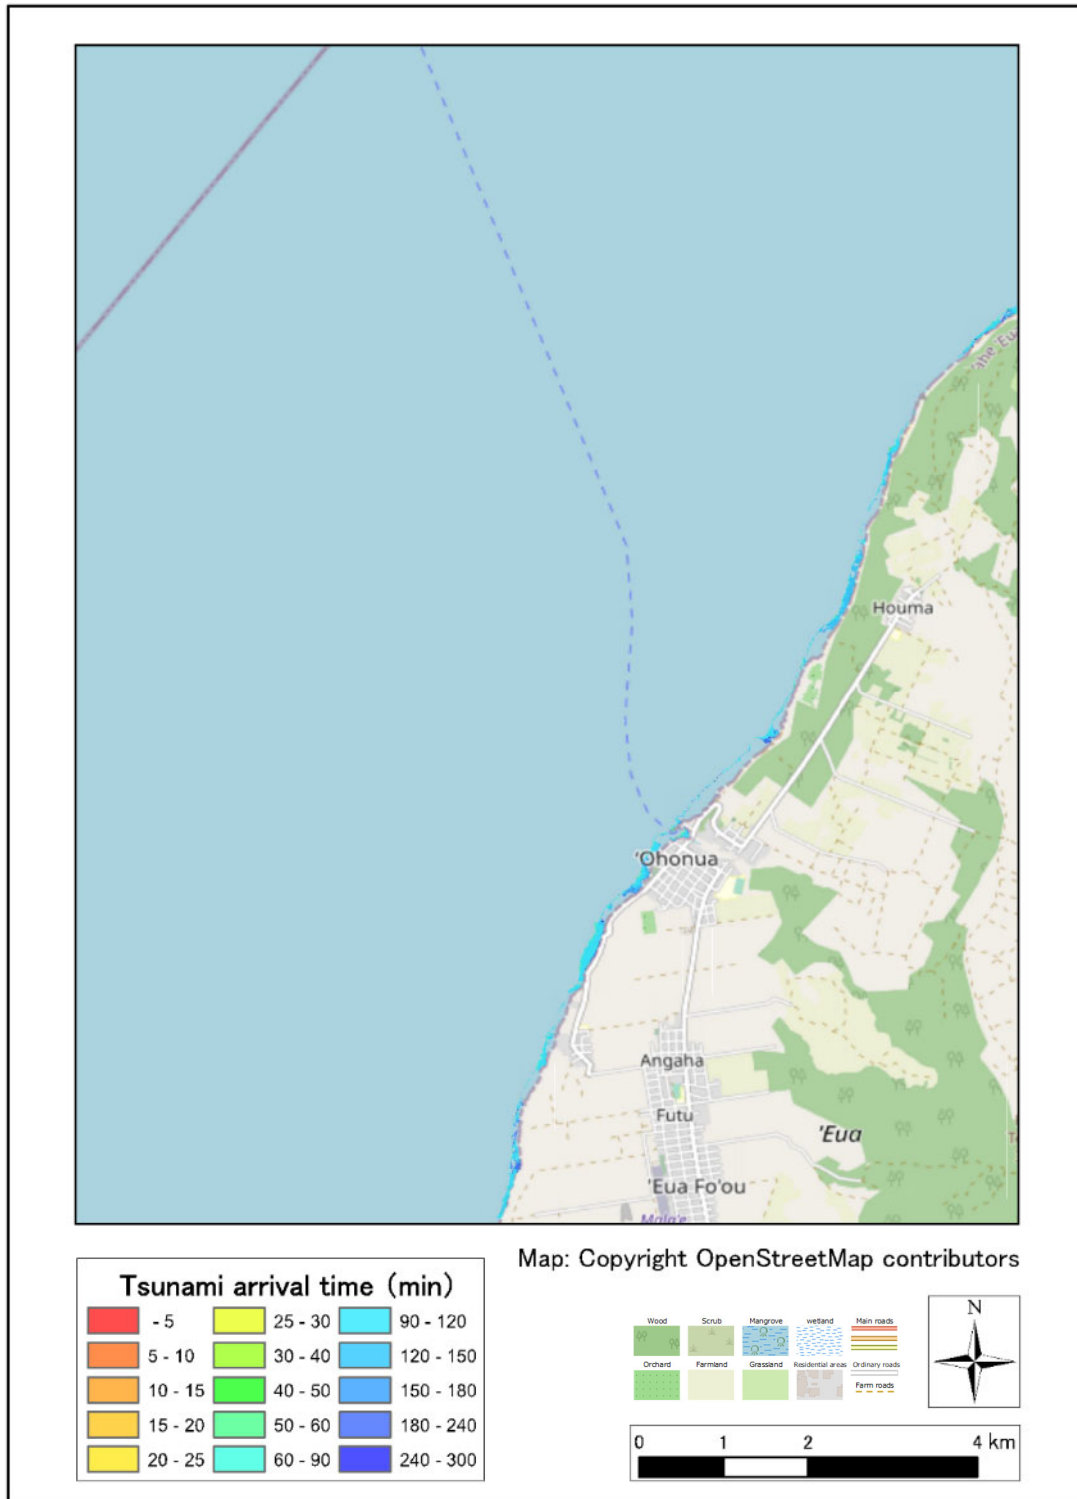 'Eua
Houma
'Ohonua
Angaha
Futu
'Eua
'Eua Fo'ou
Map: Copyright OpenStreetMap contributors
Tsunami arrival time (min)
- 5
25 - 30
90 - 120
5 - 10
30 - 40
120 - 150
10 - 15
40 - 50
150 - 180
15 - 20
50 - 60
180 - 240
20 - 25
60 - 90
240 - 300
Wood
Scrub
Mangrove
wetland
Main roads
Orchard
Farmland
Grassland
Residential areas
Ordinary roads
Farm roads
N
0 1 2 4 km